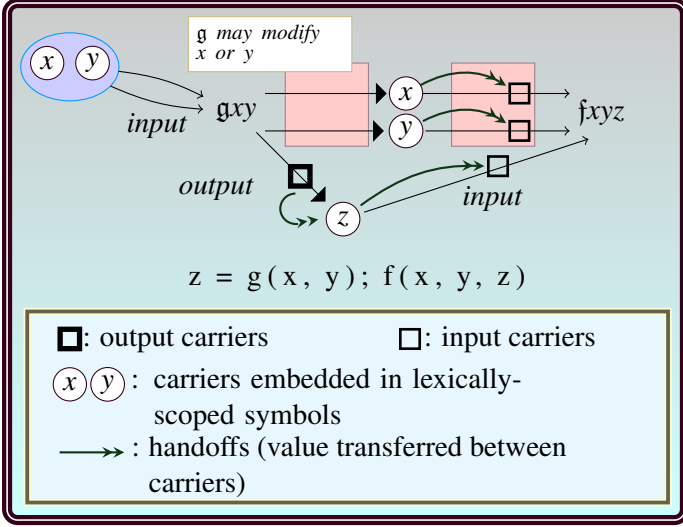 𝔤 may modify
x or y
x y
input
𝔤xy
x
y
𝔣xyz
output
z
input
z = g(x, y); f(x, y, z)
: output carriers
: input carriers
x y : carriers embedded in lexically-
scoped symbols
: handoffs (value transferred between
carriers)